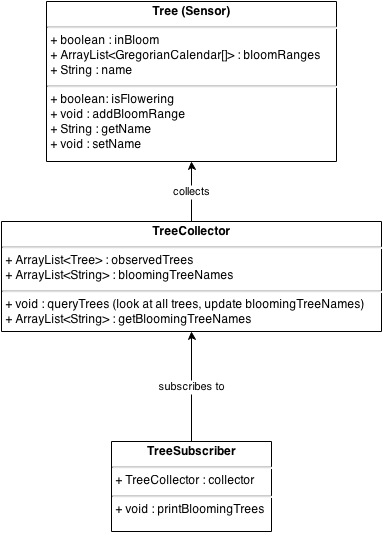 Tree (Sensor)
+ boolean : inBloom
+ ArrayList<GregorianCalendar[]> : bloomRanges
+ String : name
+ boolean: isFlowering
+ void : addBloomRange
+ String : getName
+ void : setName
collects
TreeCollector
+ ArrayList<Tree> : observedTrees
+ ArrayList<String> : bloomingTreeNames
+ void : queryTrees (look at all trees, update bloomingTreeNames)
+ ArrayList<String> : getBloomingTreeNames
subscribes to
TreeSubscriber
+ TreeCollector : collector
+ void : printBloomingTrees